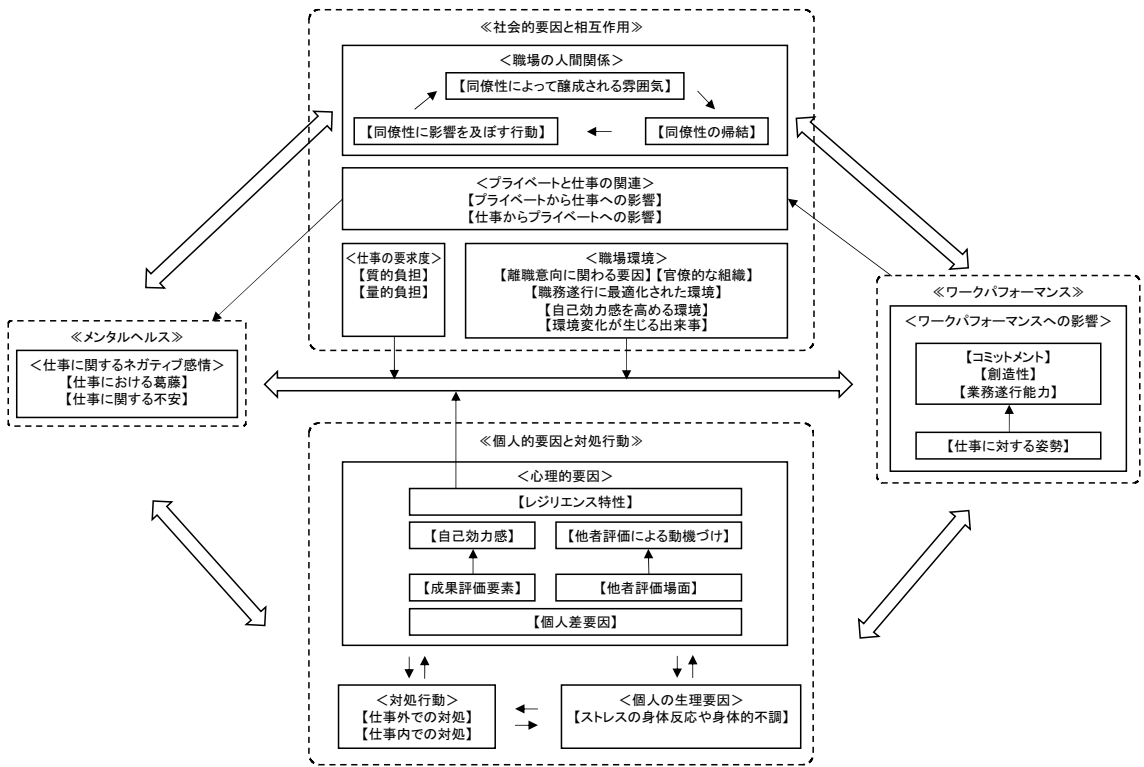 ≪社会的要因と相互作用≫
＜職場の人間関係＞
【同僚性によって醸成される雰囲気】
【同僚性に影響を及ぼす行動】
【同僚性の帰結】
＜プライベートと仕事の関連＞
【プライベートから仕事への影響】
【仕事からプライベートへの影響】
＜仕事の要求度＞
【質的負担】
【量的負担】
＜職場環境＞
【離職意向に関わる要因】【官僚的な組織】
【職務遂行に最適化された環境】
【自己効力感を高める環境】
【環境変化が生じる出来事】
≪メンタルヘルス≫
＜仕事に関するネガティブ感情＞
【仕事における葛藤】
【仕事に関する不安】
≪ワークパフォーマンス≫
＜ワークパフォーマンスへの影響＞
【コミットメント】
【創造性】
【業務遂行能力】
【仕事に対する姿勢】
≪個人的要因と対処行動≫
＜心理的要因＞
【レジリエンス特性】
【自己効力感】
【他者評価による動機づけ】
【成果評価要素】
【他者評価場面】
【個人差要因】
＜対処行動＞
【仕事外での対処】
【仕事内での対処】
＜個人の生理要因＞
【ストレスの身体反応や身体的不調】